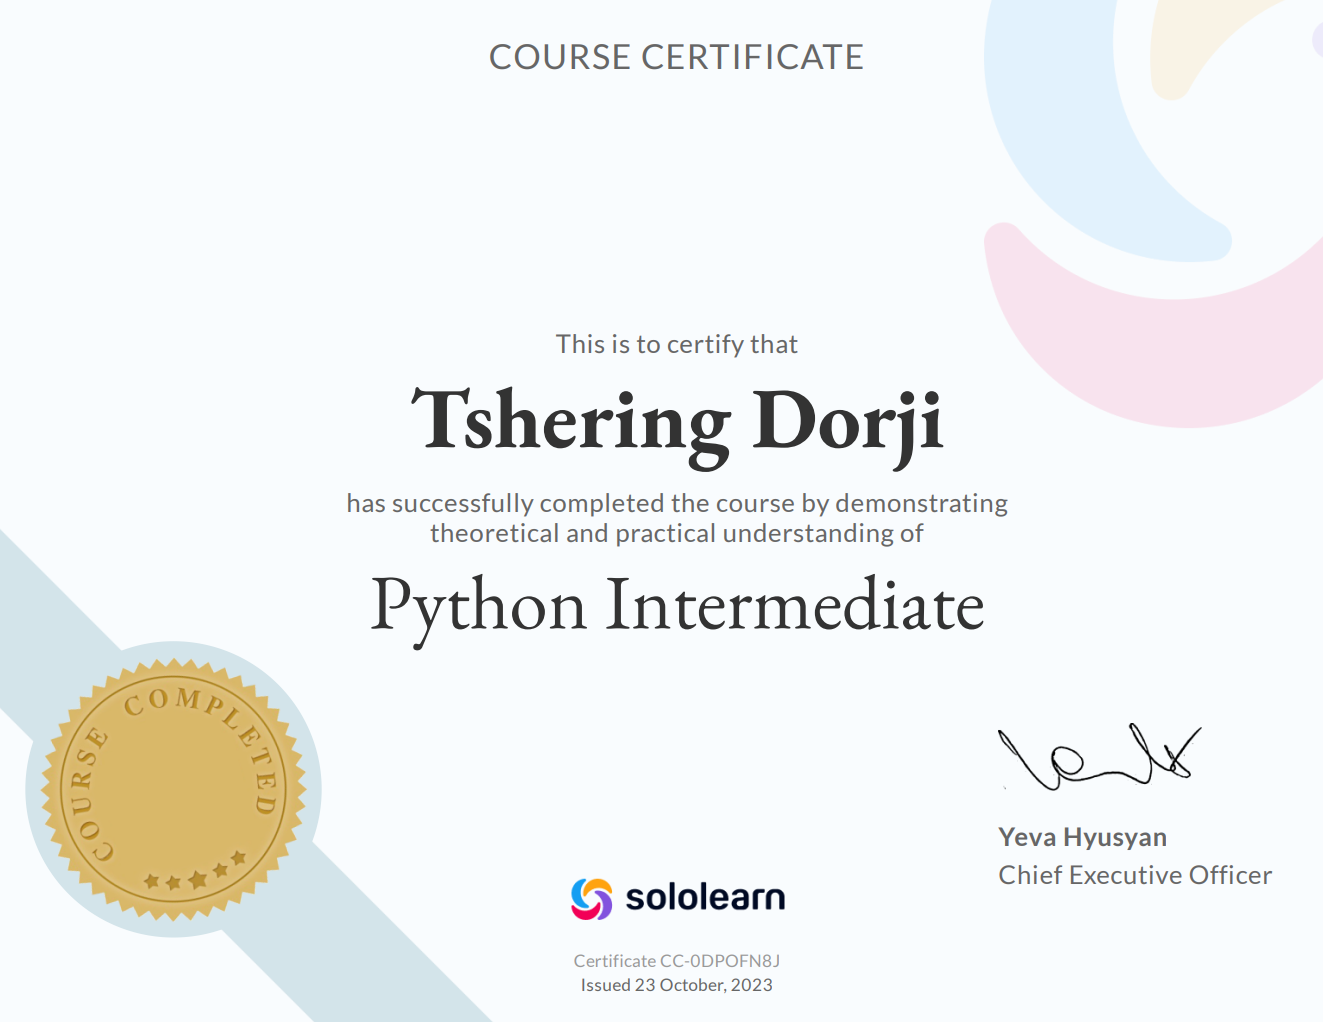 COURSE CERTIFICATE
This is to certify that
Tshering Dorji
has successfully completed the course by demonstrating
theoretical and practical understanding of
Python Intermediate
COURSE COMPLETED
Yeva Hyusyan
Chief Executive Officer
sololearn
Certificate CC-0DPOFN8J
Issued 23 October, 2023